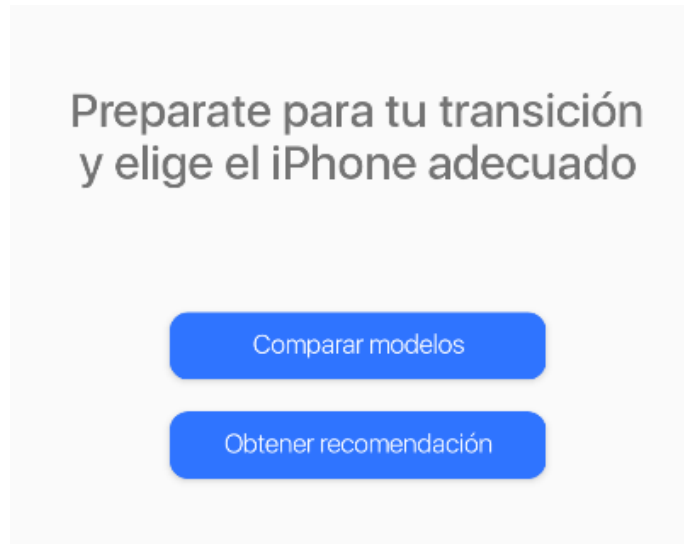 Preparate para tu transición
y elige el iPhone adecuado
Comparar modelos
Obtener recomendación